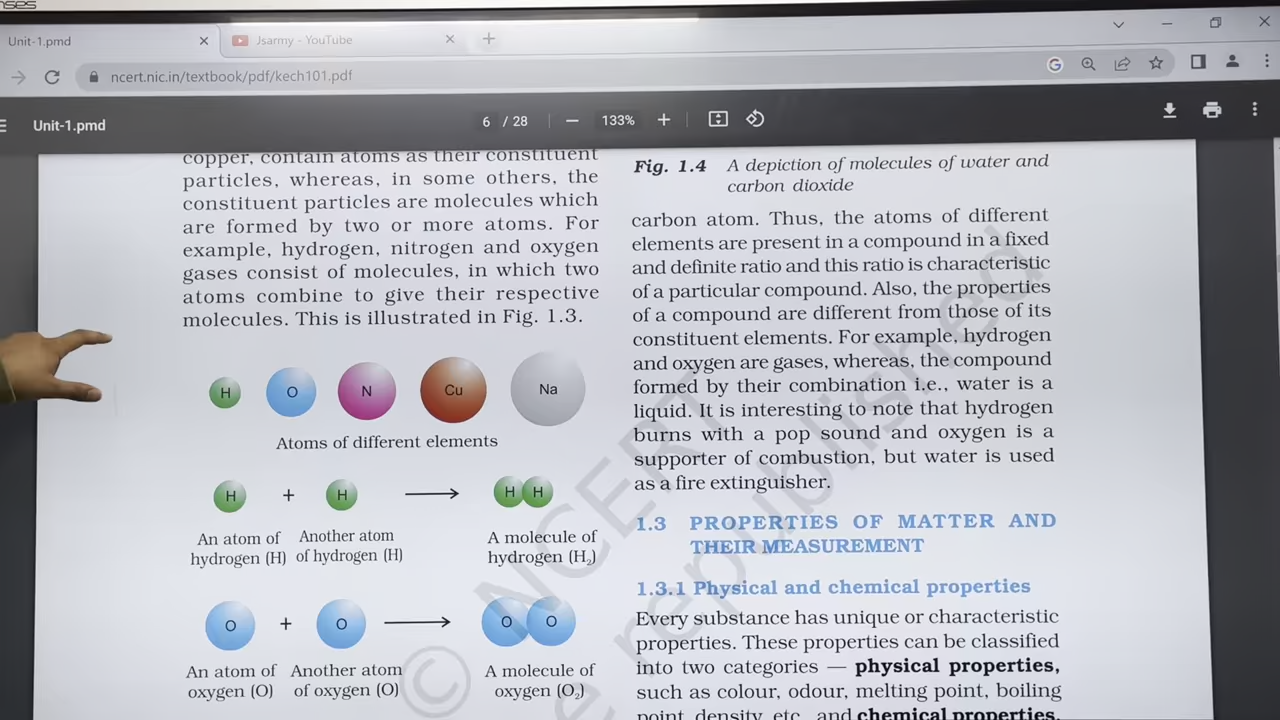 Unit-1.pmd
Jsarmy - YouTube
ncert.nic.in/textbook/pdf/kech101.pdf
Unit-1.pmd
6 / 28
133%
copper, contain atoms as their constituent
particles, whereas, in some others, the
constituent particles are molecules which
are formed by two or more atoms. For
example, hydrogen, nitrogen and oxygen
gases consist of molecules, in which two
atoms combine to give their respective
molecules. This is illustrated in Fig. 1.3.
H O N Cu Na
Atoms of different elements
H + H → H H
An atom of
hydrogen (H)
Another atom
of hydrogen (H)
A molecule of
hydrogen (H₂)
O + O → O O
An atom of
oxygen (O)
Another atom
of oxygen (O)
A molecule of
oxygen (O₂)
Fig. 1.4 A depiction of molecules of water and
carbon dioxide
carbon atom. Thus, the atoms of different
elements are present in a compound in a fixed
and definite ratio and this ratio is characteristic
of a particular compound. Also, the properties
of a compound are different from those of its
constituent elements. For example, hydrogen
and oxygen are gases, whereas, the compound
formed by their combination i.e., water is a
liquid. It is interesting to note that hydrogen
burns with a pop sound and oxygen is a
supporter of combustion, but water is used
as a fire extinguisher.
1.3 PROPERTIES OF MATTER AND
THEIR MEASUREMENT
1.3.1 Physical and chemical properties
Every substance has unique or characteristic
properties. These properties can be classified
into two categories — physical properties,
such as colour, odour, melting point, boiling
point, density, etc., and chemical properties,
© NCERT
republished